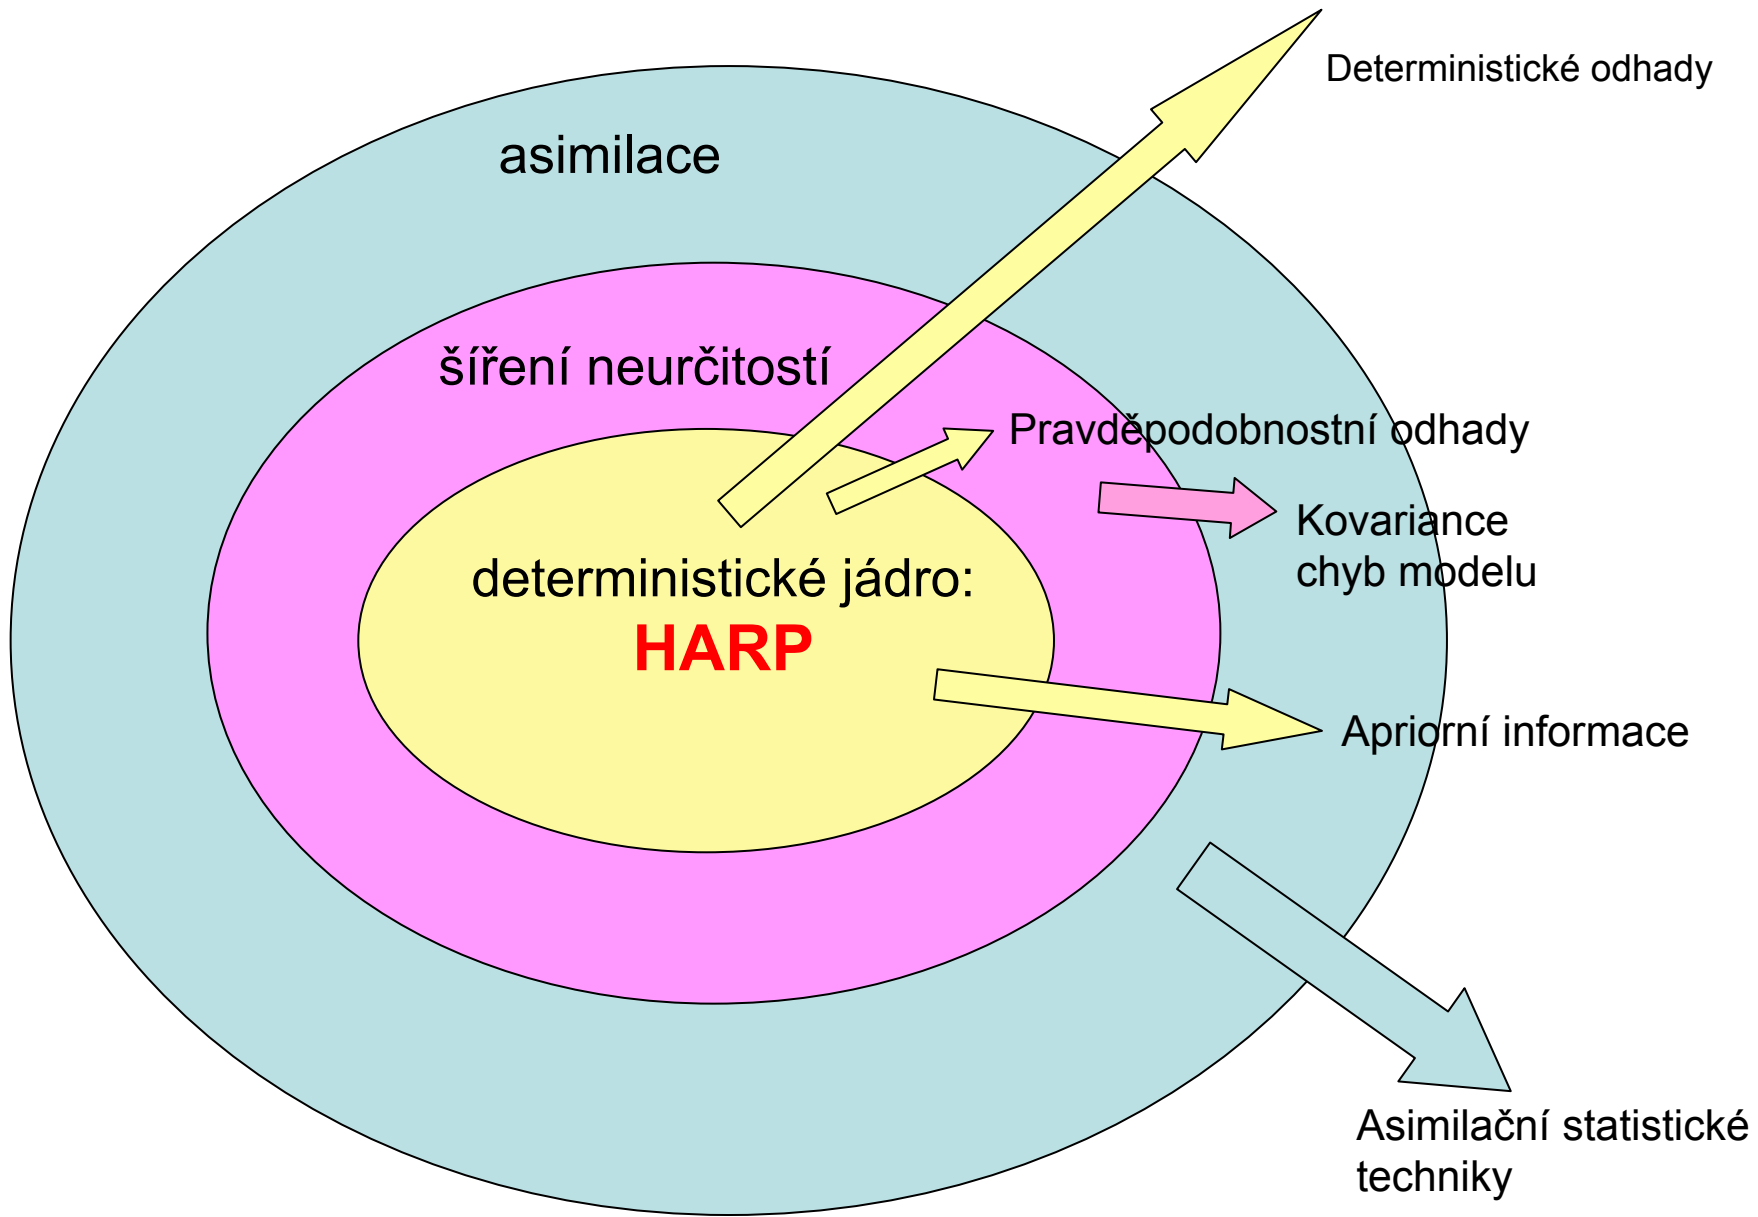 Deterministické odhady
asimilace
šíření neurčitostí
Pravděpodobnostní odhady
Kovariance
chyb modelu
deterministické jádro:
HARP
Apriorní informace
Asimilační statistické
techniky